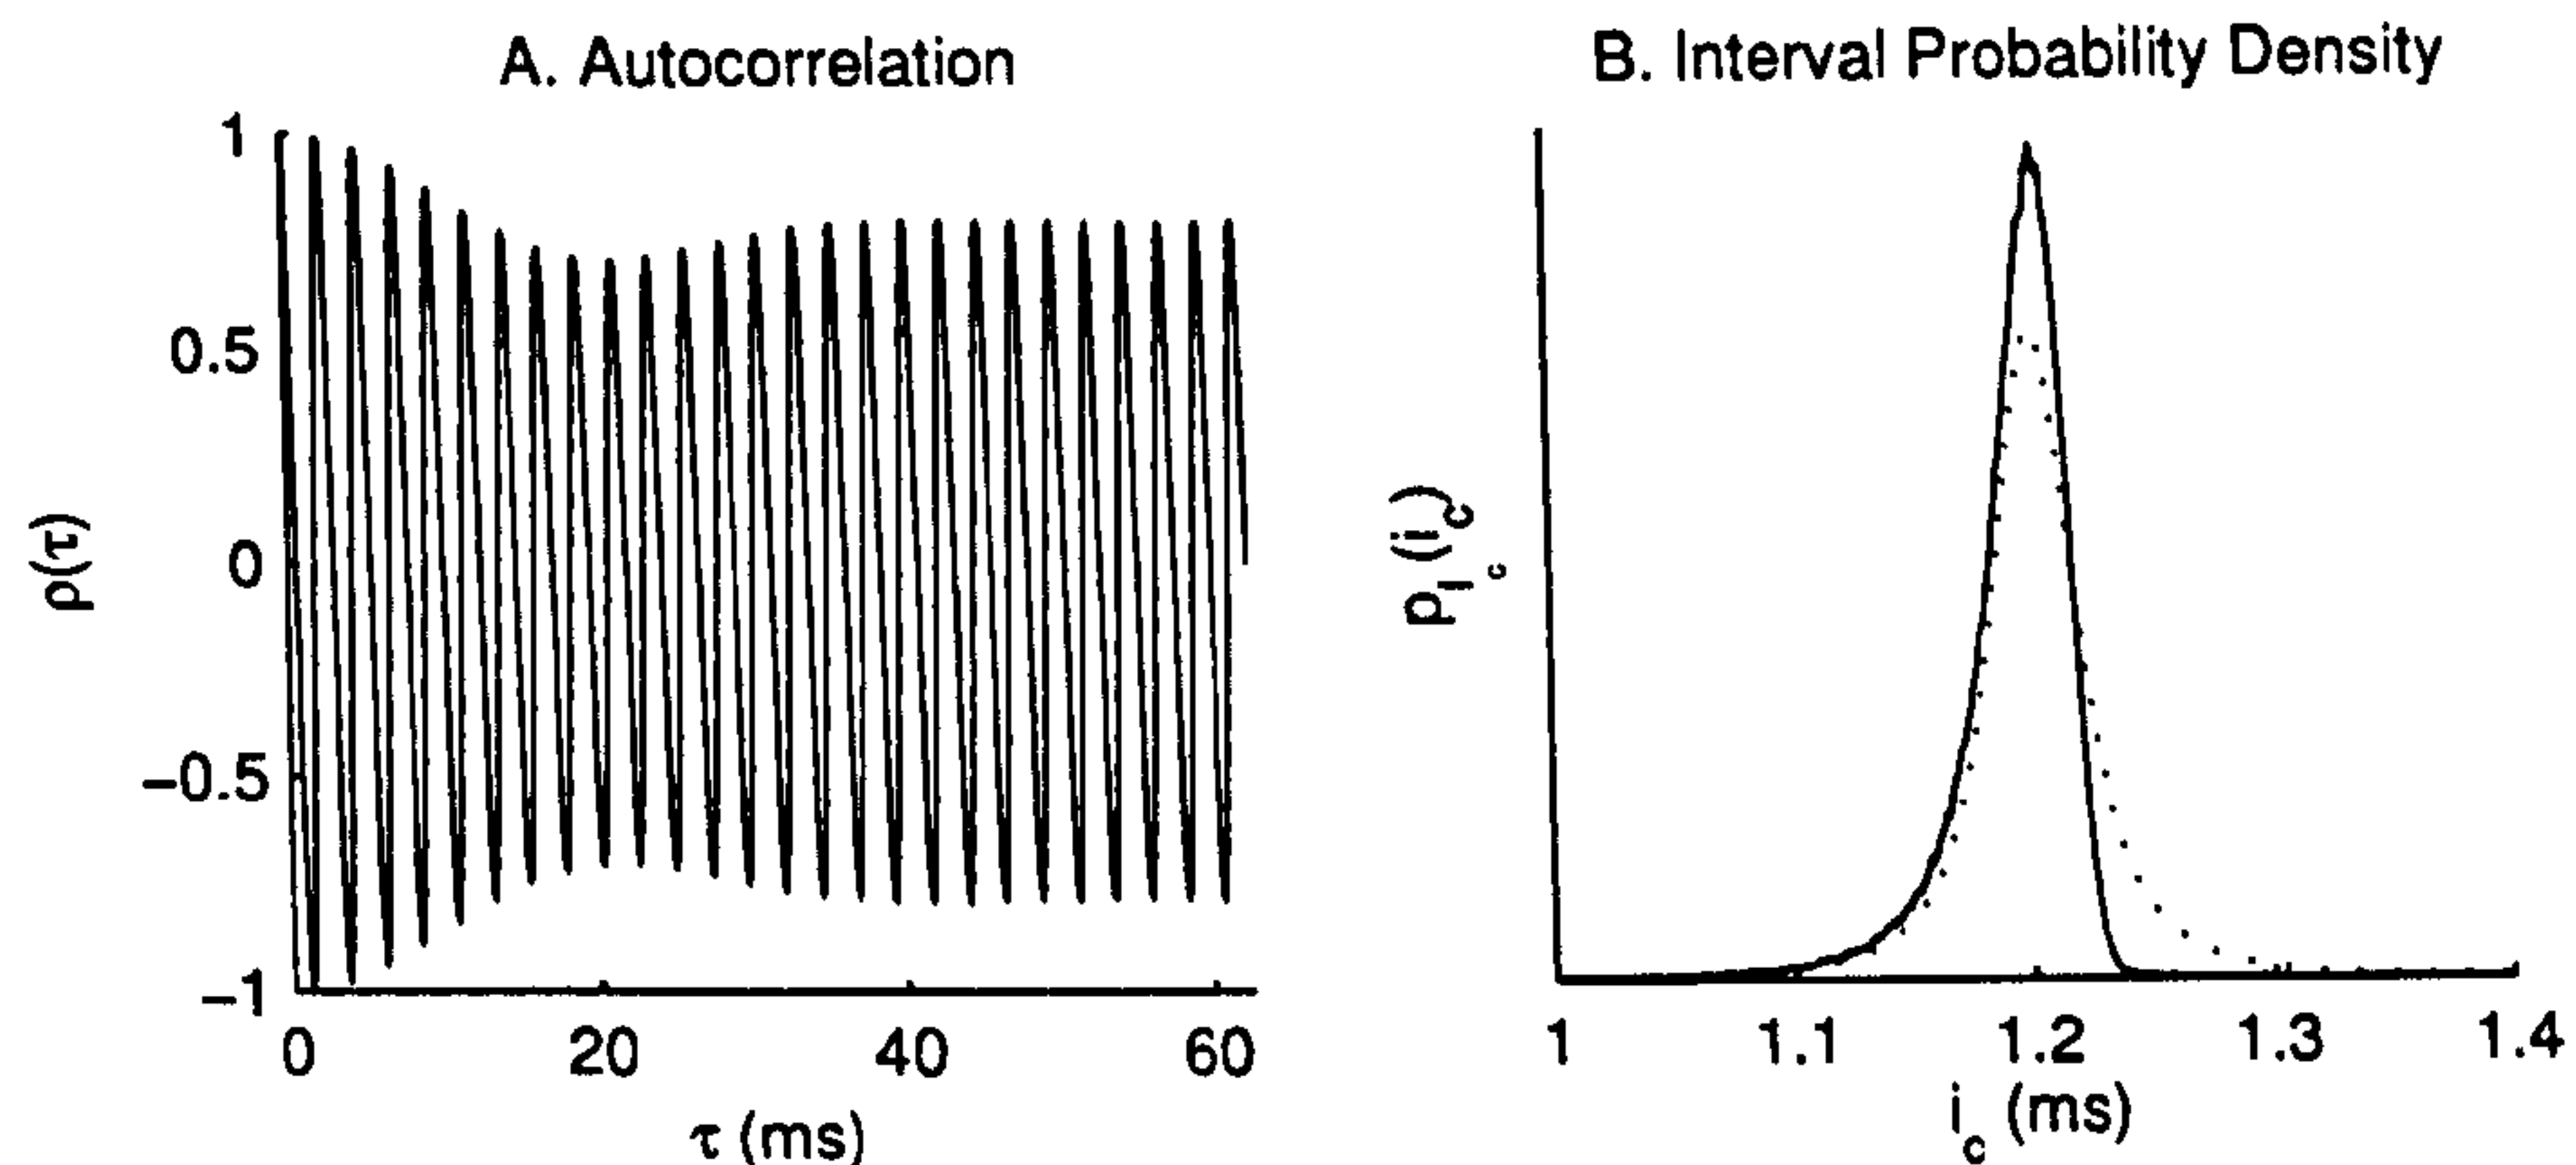 A. Autocorrelation
1
0.5
0
−0.5
−1
ρ(τ)
0 20 40 60
τ (ms)
B. Interval Probability Density
p_I_c(i_c)
1 1.1 1.2 1.3 1.4
i_c (ms)